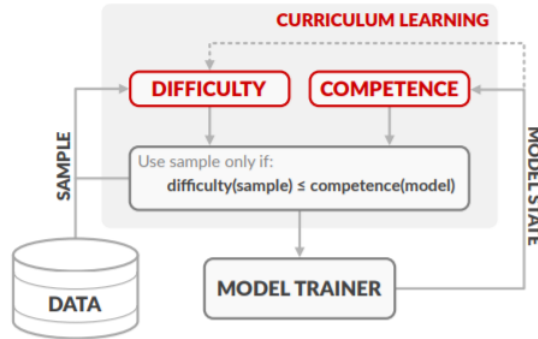 CURRICULUM LEARNING
DIFFICULTY
COMPETENCE
SAMPLE
Use sample only if:
difficulty(sample) ≤ competence(model)
MODEL STATE
DATA
MODEL TRAINER